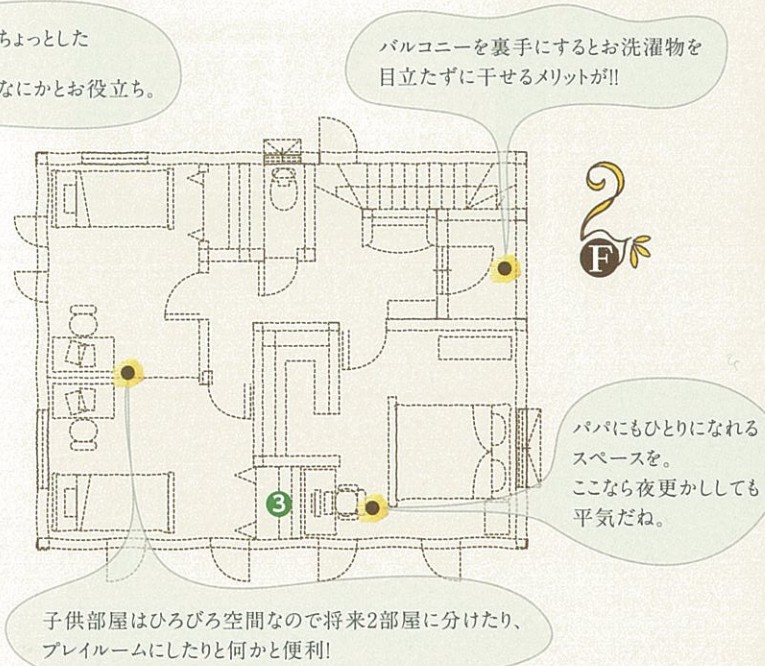 ちょっとした
なにかとお役立ち。
バルコニーを裏手にするとお洗濯物を
目立たずに干せるメリットが!!
2
F
パパにもひとりになれる
スペースを。
ここなら夜更かししても
平気だね。
3
子供部屋はひろびろ空間なので将来2部屋に分けたり、
プレイルームにしたりと何かと便利!